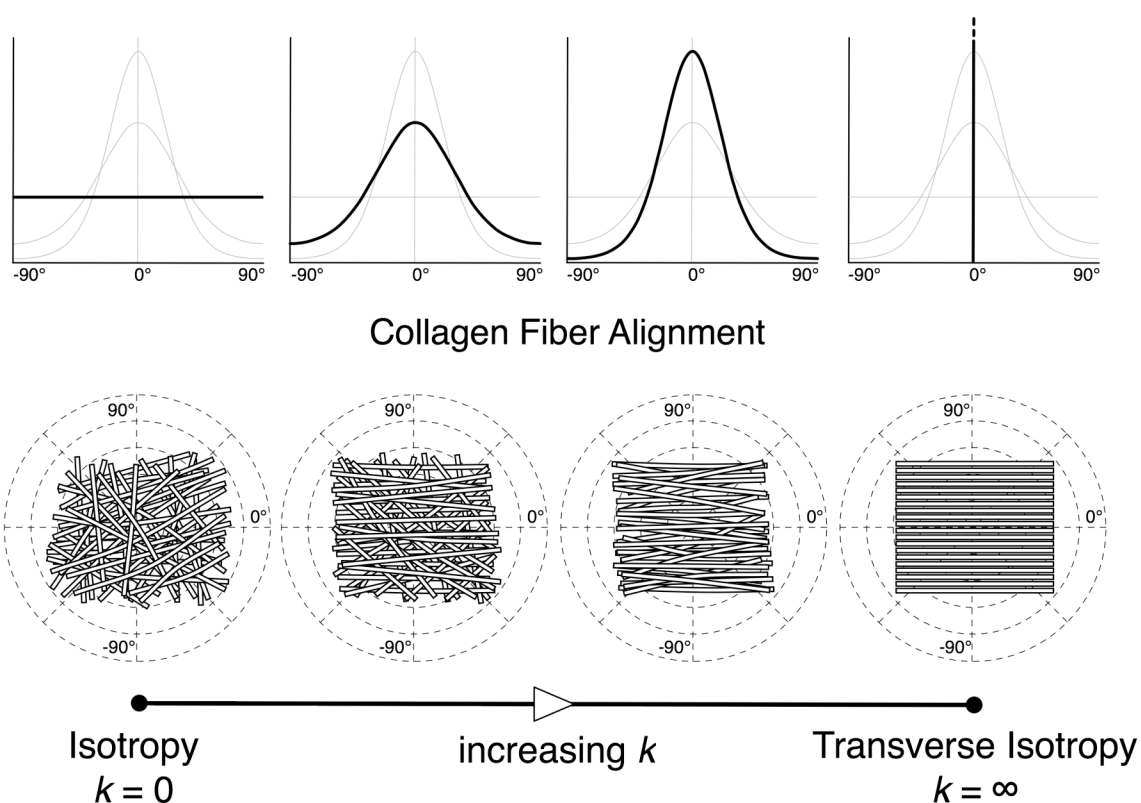 -90° 0° 90° -90° 0° 90° -90° 0° 90° -90° 0° 90°
Collagen Fiber Alignment
90° 90° 90° 90°
0° 0° 0° 0°
-90° -90° -90° -90°
Isotropy increasing k Transverse Isotropy
k = 0 k = ∞